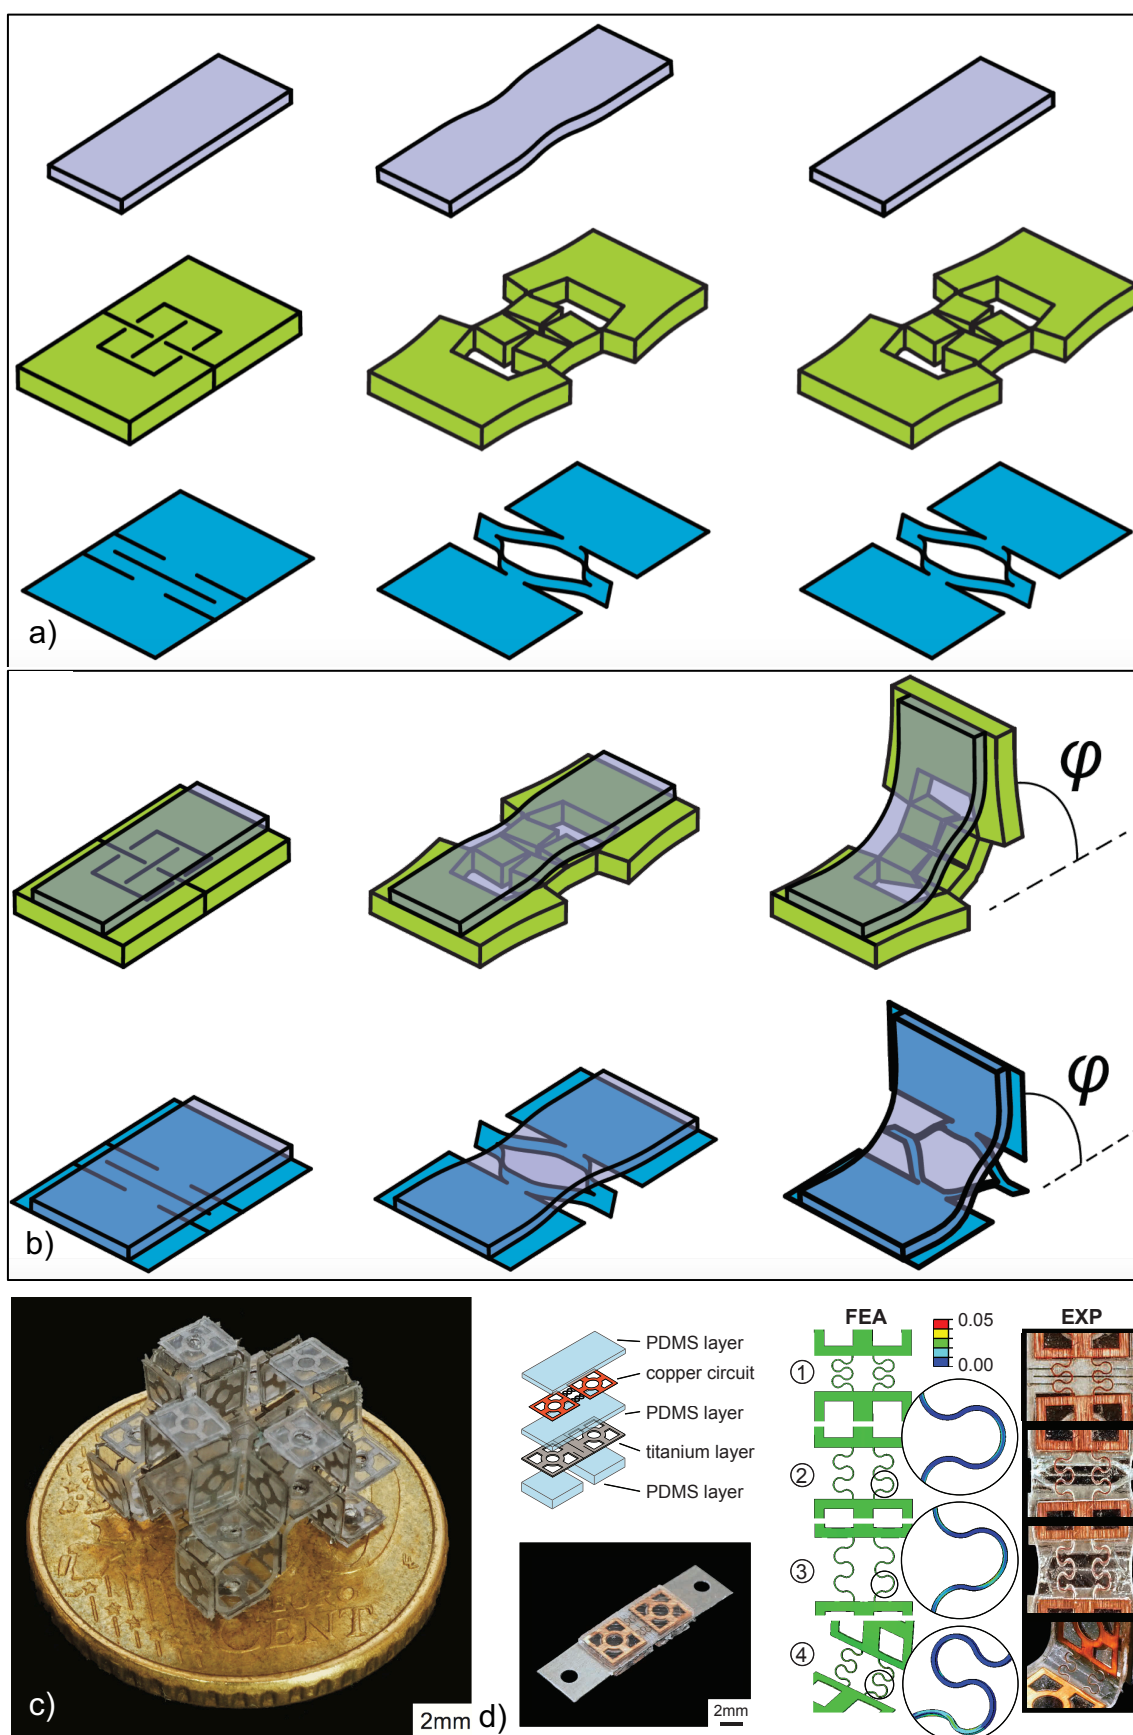 a)
φ
φ
b)
CENT
c)
2mm
PDMS layer
copper circuit
PDMS layer
titanium layer
PDMS layer
d)
2mm
FEA
0.05
0.00
EXP
1
2
3
4